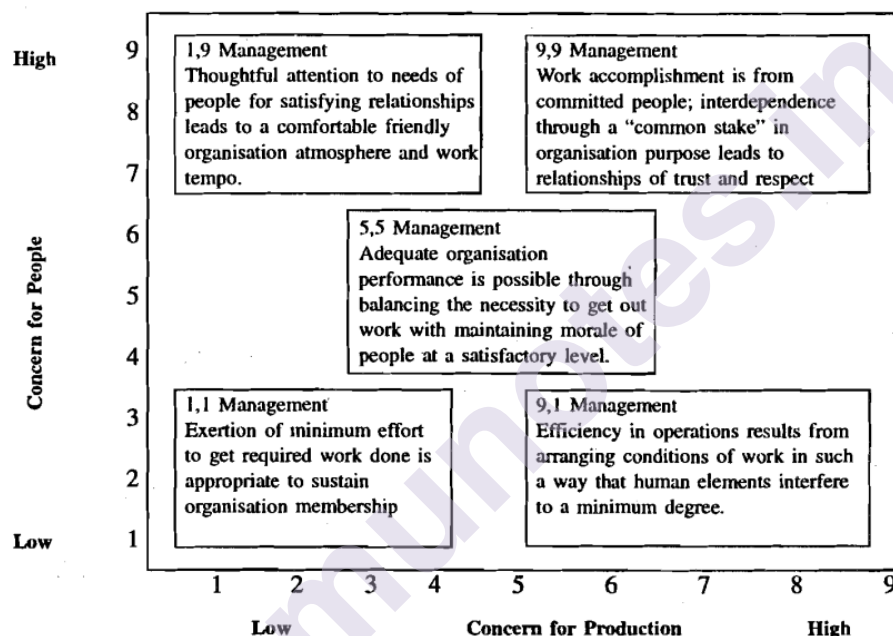 High
Concern for People
Low
9
8
7
6
5
4
3
2
1
1,9 Management
Thoughtful attention to needs of
people for satisfying relationships
leads to a comfortable friendly
organisation atmosphere and work
tempo.
9,9 Management
Work accomplishment is from
committed people; interdependence
through a “common stake” in
organisation purpose leads to
relationships of trust and respect
5,5 Management
Adequate organisation
performance is possible through
balancing the necessity to get out
work with maintaining morale of
people at a satisfactory level.
1,1 Management
Exertion of minimum effort
to get required work done is
appropriate to sustain
organisation membership
9,1 Management
Efficiency in operations results from
arranging conditions of work in such
a way that human elements interfere
to a minimum degree.
1 2 3 4 5 6 7 8 9
Low Concern for Production High
munotes.in